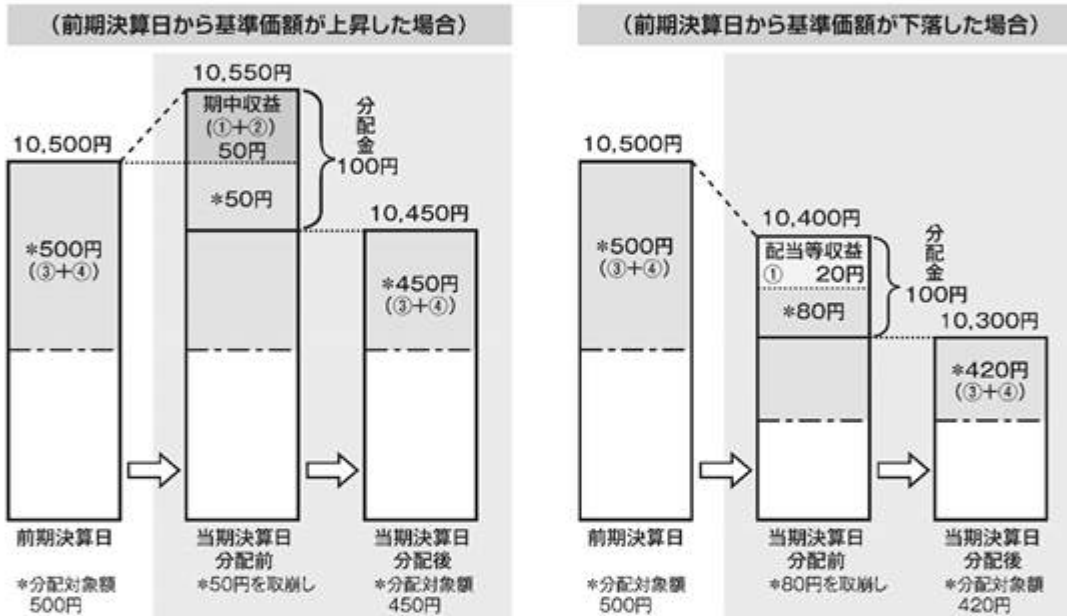 (前期決算日から基準価額が上昇した場合)
10,550円
期中収益
(①+②)
50円
*50円
分配金
100円
10,500円
*500円
(③+④)
10,450円
*450円
(③+④)
前期決算日
当期決算日
分配前
当期決算日
分配後
*分配対象額
500円
*50円を取崩し
*分配対象額
450円
(前期決算日から基準価額が下落した場合)
10,500円
*500円
(③+④)
10,400円
配当等収益
① 20円
*80円
分配金
100円
10,300円
*420円
(③+④)
前期決算日
当期決算日
分配前
当期決算日
分配後
*分配対象額
500円
*80円を取崩し
*分配対象額
420円